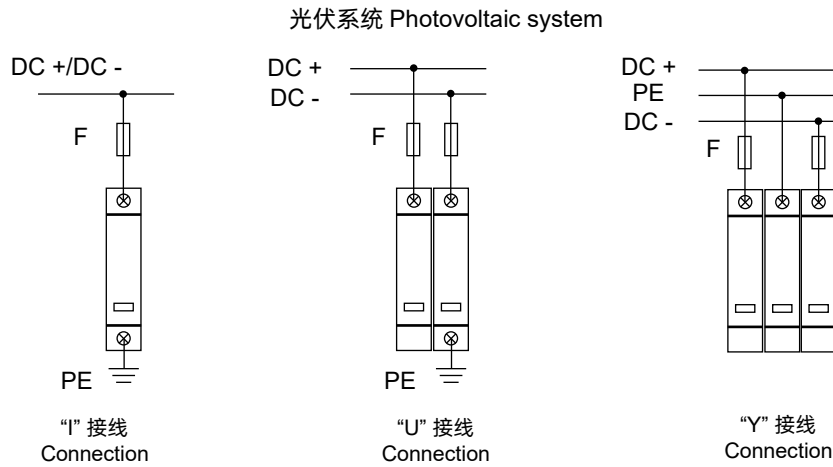 光伏系统 Photovoltaic system
DC +/DC -
F
PE
“I” 接线
Connection
DC +
DC -
F
PE
“U” 接线
Connection
DC +
PE
DC -
F
“Y” 接线
Connection